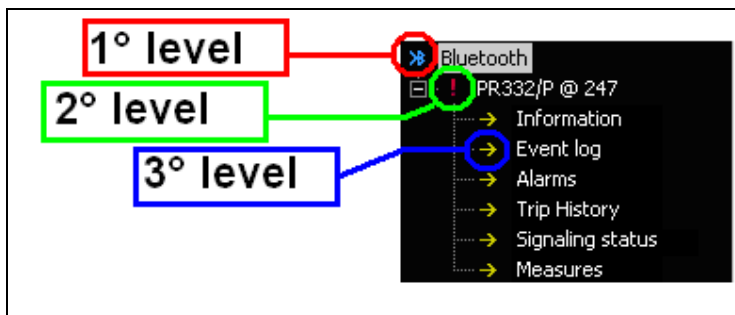 1° level
Bluetooth
2° level
! PR332/P @ 247
Information
3° level
Event log
Alarms
Trip History
Signaling status
Measures